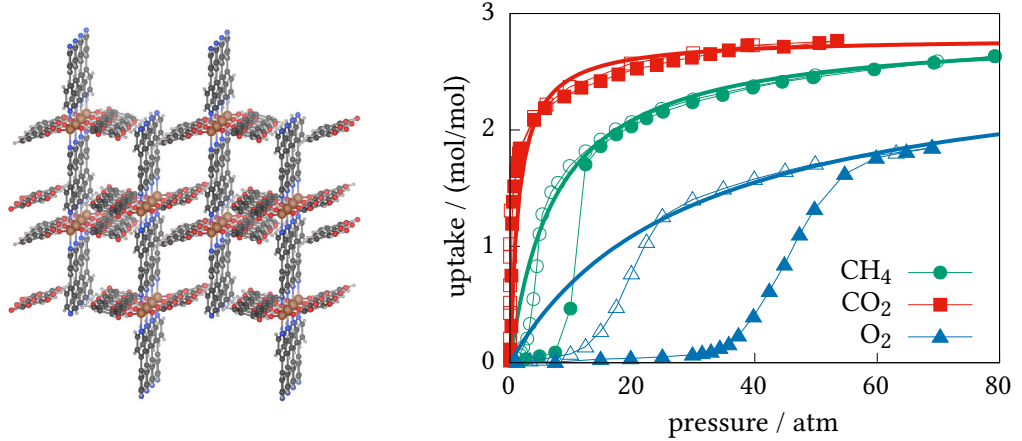 3
2
1
0
uptake / (mol/mol)
CH₄
CO₂
O₂
0 20 40 60 80
pressure / atm